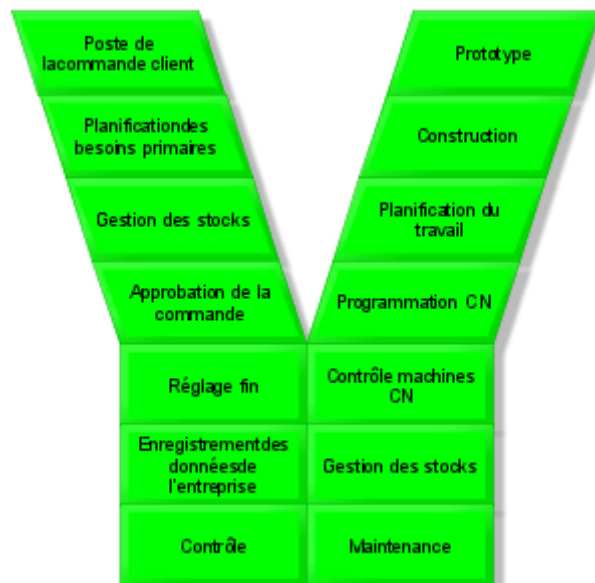 Poste de
lacommande client
Prototype
Planificationdes
besoins primaires
Construction
Gestion des stocks
Planification du
travail
Approbation de la
commande
Programmation CN
Réglage fin
Contrôle machines
CN
Enregistrementdes
donnéesde
l'entreprise
Gestion des stocks
Contrôle
Maintenance